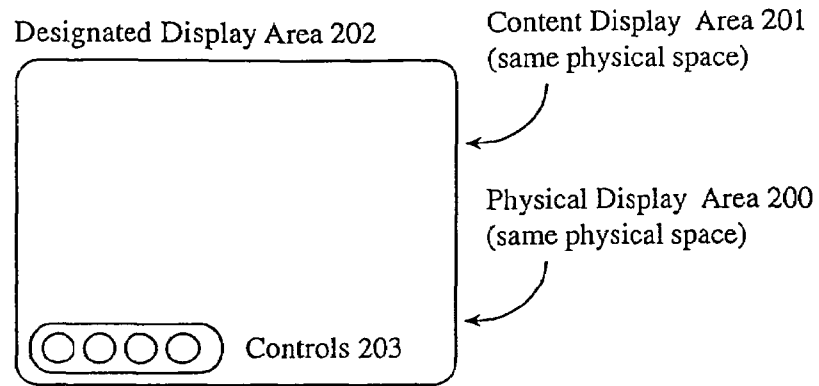 Designated Display Area 202
Content Display Area 201
(same physical space)
Physical Display Area 200
(same physical space)
Controls 203